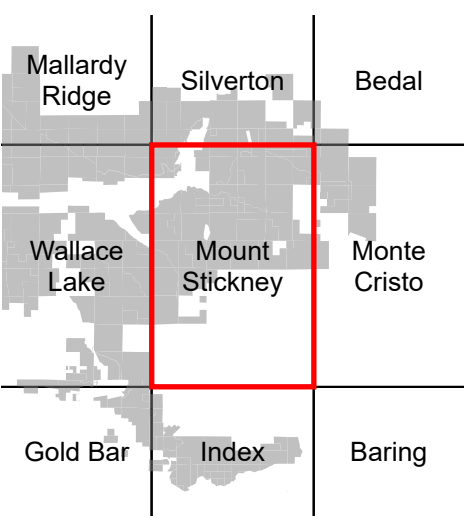 Mallardy
Ridge
Silverton
Bedal
Wallace
Lake
Mount
Stickney
Monte
Cristo
Gold Bar
Index
Baring